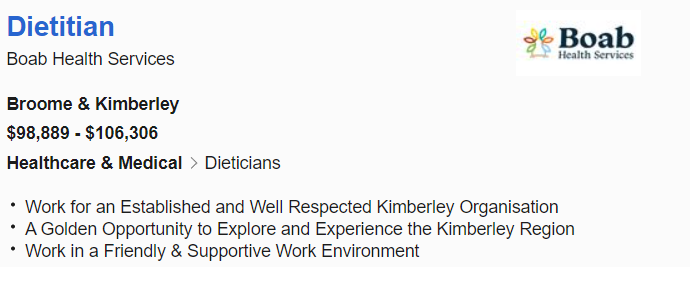 Dietitian
Boab Health Services
Boab
Health Services
Broome & Kimberley
$98,889 - $106,306
Healthcare & Medical > Dieticians
• Work for an Established and Well Respected Kimberley Organisation
• A Golden Opportunity to Explore and Experience the Kimberley Region
• Work in a Friendly & Supportive Work Environment